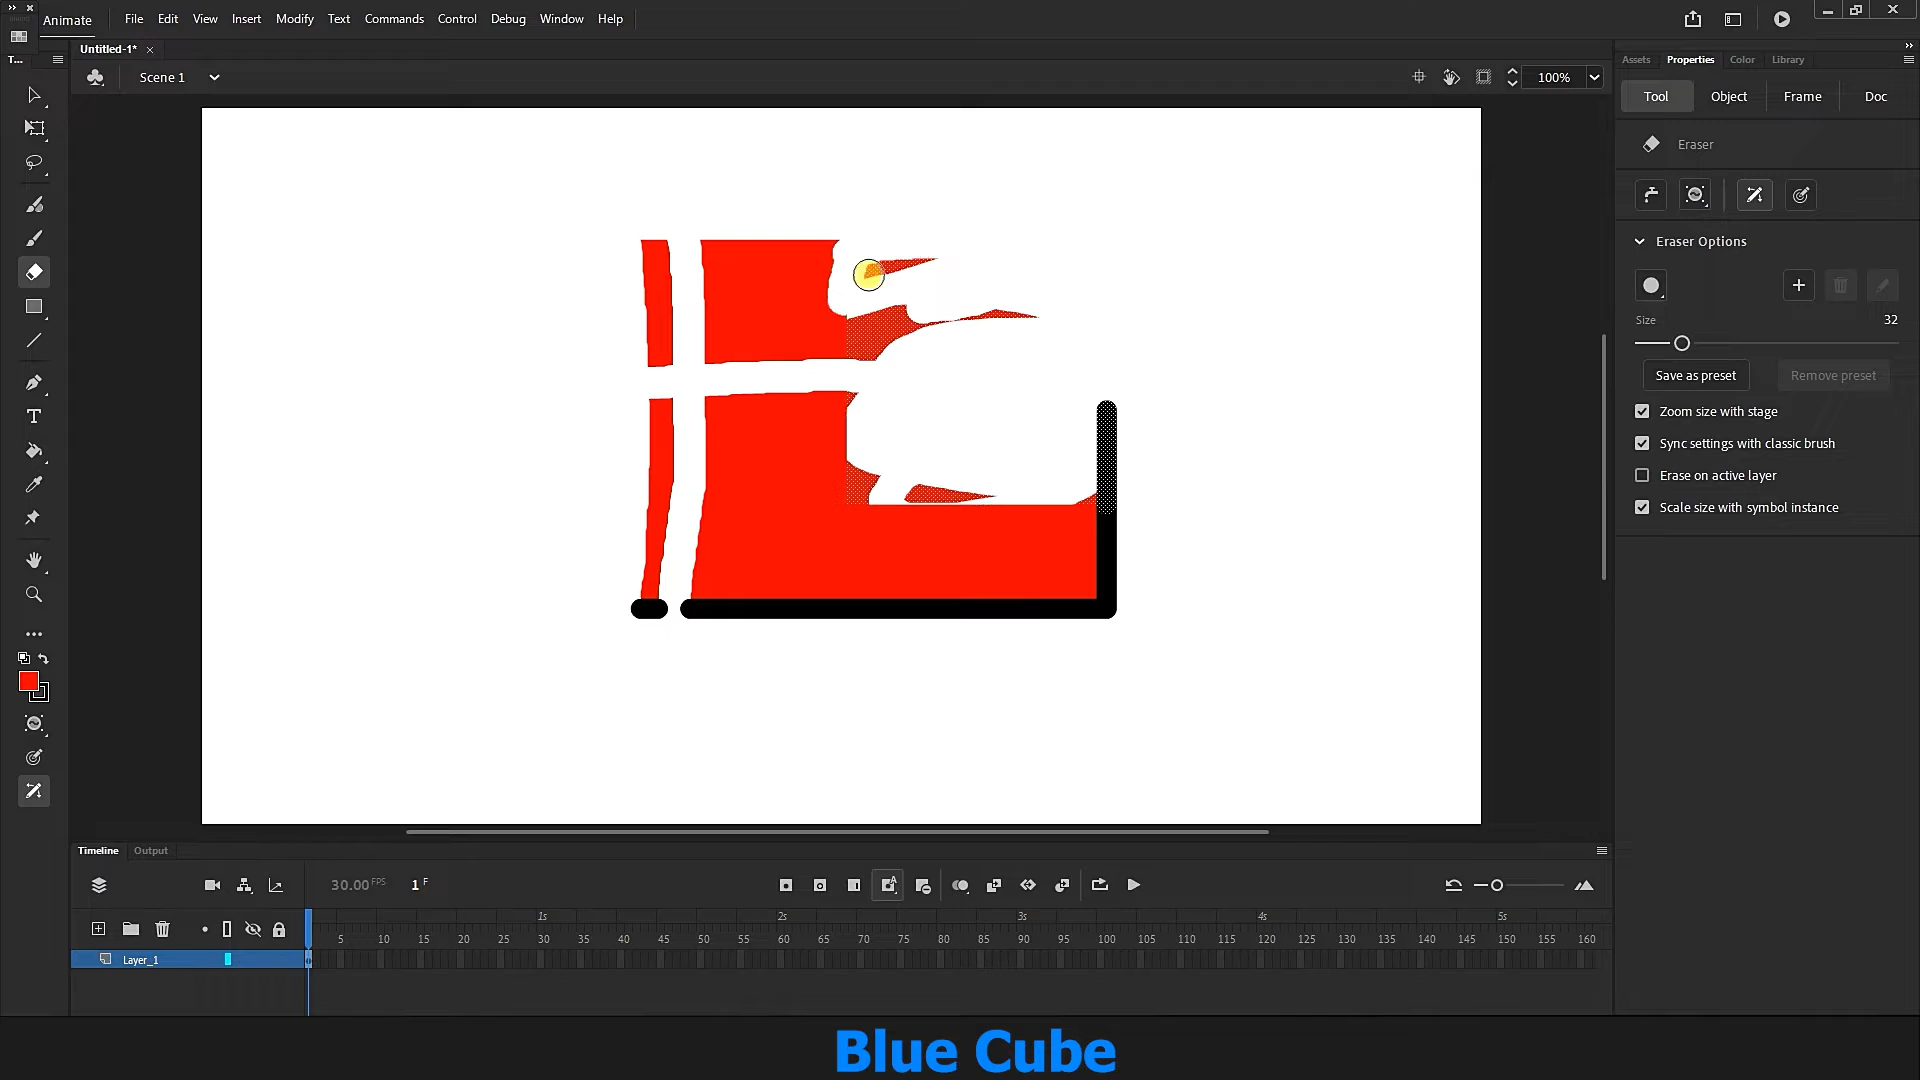 Animate File Edit View Insert Modify Text Commands Control Debug Window Help
Untitled-1* ×
T...
Scene 1 100%
Assets Properties Color Library
Tool Object Frame Doc
Eraser
Eraser Options
Size 32
Save as preset Remove preset
Zoom size with stage
Sync settings with classic brush
Erase on active layer
Scale size with symbol instance
Timeline Output
30.00 FPS 1 F
1s 2s 3s 4s 5s
5 10 15 20 25 30 35 40 45 50 55 60 65 70 75 80 85 90 95 100 105 110 115 120 125 130 135 140 145 150 155 160
Layer_1
Blue Cube